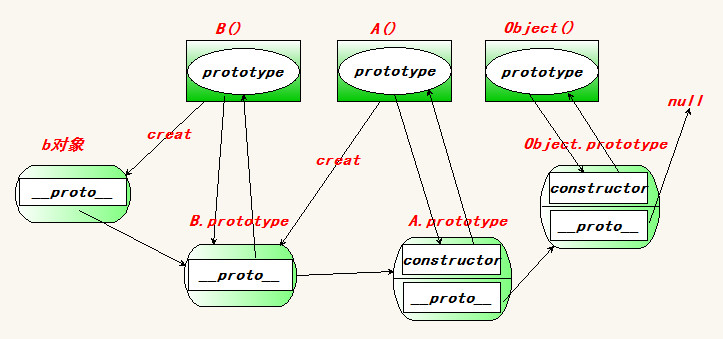 B()
A()
Object()
prototype
prototype
prototype
null
creat
b对象
creat
Object.prototype
__proto__
constructor
B.prototype
A.prototype
__proto__
__proto__
constructor
__proto__